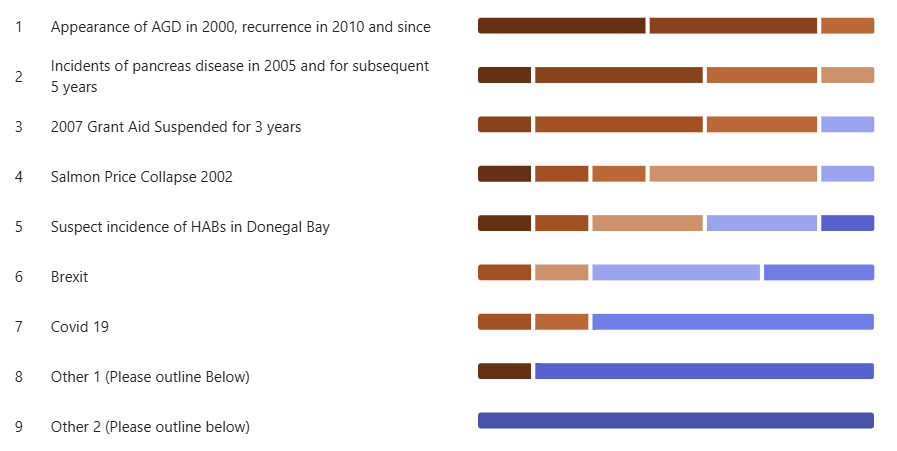 1 Appearance of AGD in 2000, recurrence in 2010 and since
2 Incidents of pancreas disease in 2005 and for subsequent
5 years
3 2007 Grant Aid Suspended for 3 years
4 Salmon Price Collapse 2002
5 Suspect incidence of HABs in Donegal Bay
6 Brexit
7 Covid 19
8 Other 1 (Please outline Below)
9 Other 2 (Please outline below)